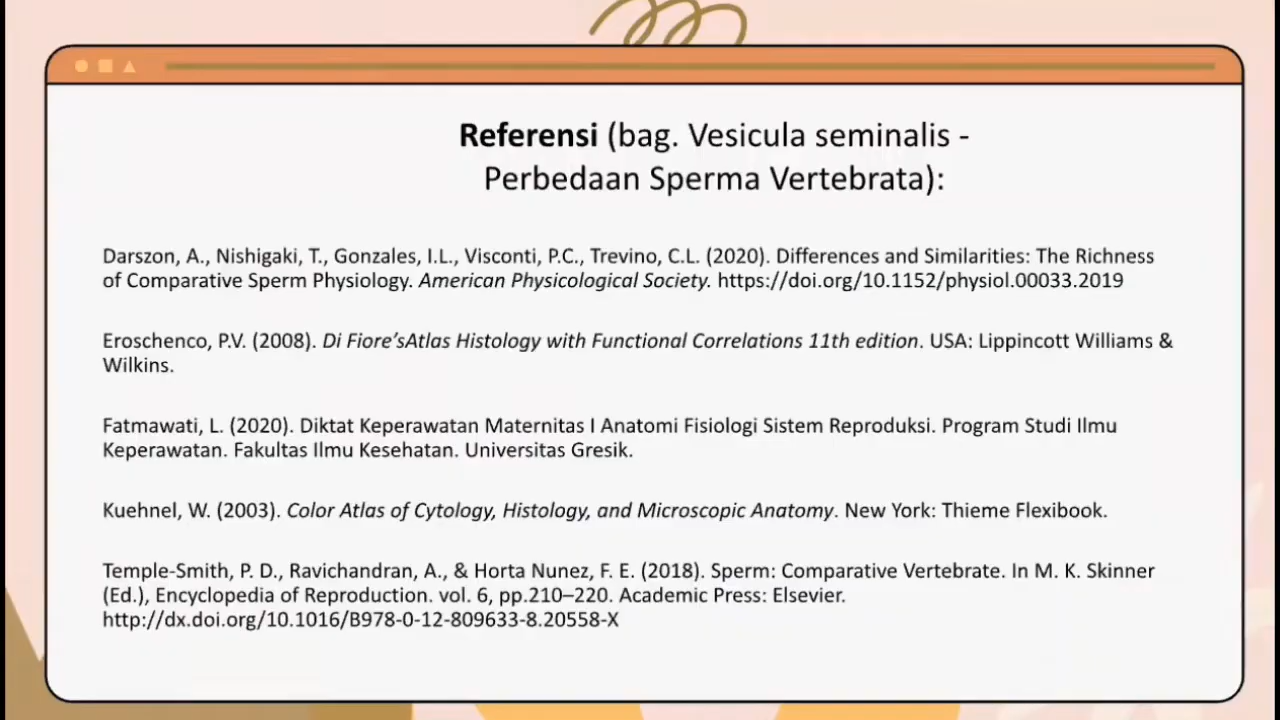 Referensi (bag. Vesicula seminalis -
Perbedaan Sperma Vertebrata):
Darszon, A., Nishigaki, T., Gonzales, I.L., Visconti, P.C., Trevino, C.L. (2020). Differences and Similarities: The Richness
of Comparative Sperm Physiology. American Physicological Society. https://doi.org/10.1152/physiol.00033.2019
Eroschenco, P.V. (2008). Di Fiore'sAtlas Histology with Functional Correlations 11th edition. USA: Lippincott Williams &
Wilkins.
Fatmawati, L. (2020). Diktat Keperawatan Maternitas I Anatomi Fisiologi Sistem Reproduksi. Program Studi Ilmu
Keperawatan. Fakultas Ilmu Kesehatan. Universitas Gresik.
Kuehnel, W. (2003). Color Atlas of Cytology, Histology, and Microscopic Anatomy. New York: Thieme Flexibook.
Temple-Smith, P. D., Ravichandran, A., & Horta Nunez, F. E. (2018). Sperm: Comparative Vertebrate. In M. K. Skinner
(Ed.), Encyclopedia of Reproduction. vol. 6, pp.210–220. Academic Press: Elsevier.
http://dx.doi.org/10.1016/B978-0-12-809633-8.20558-X